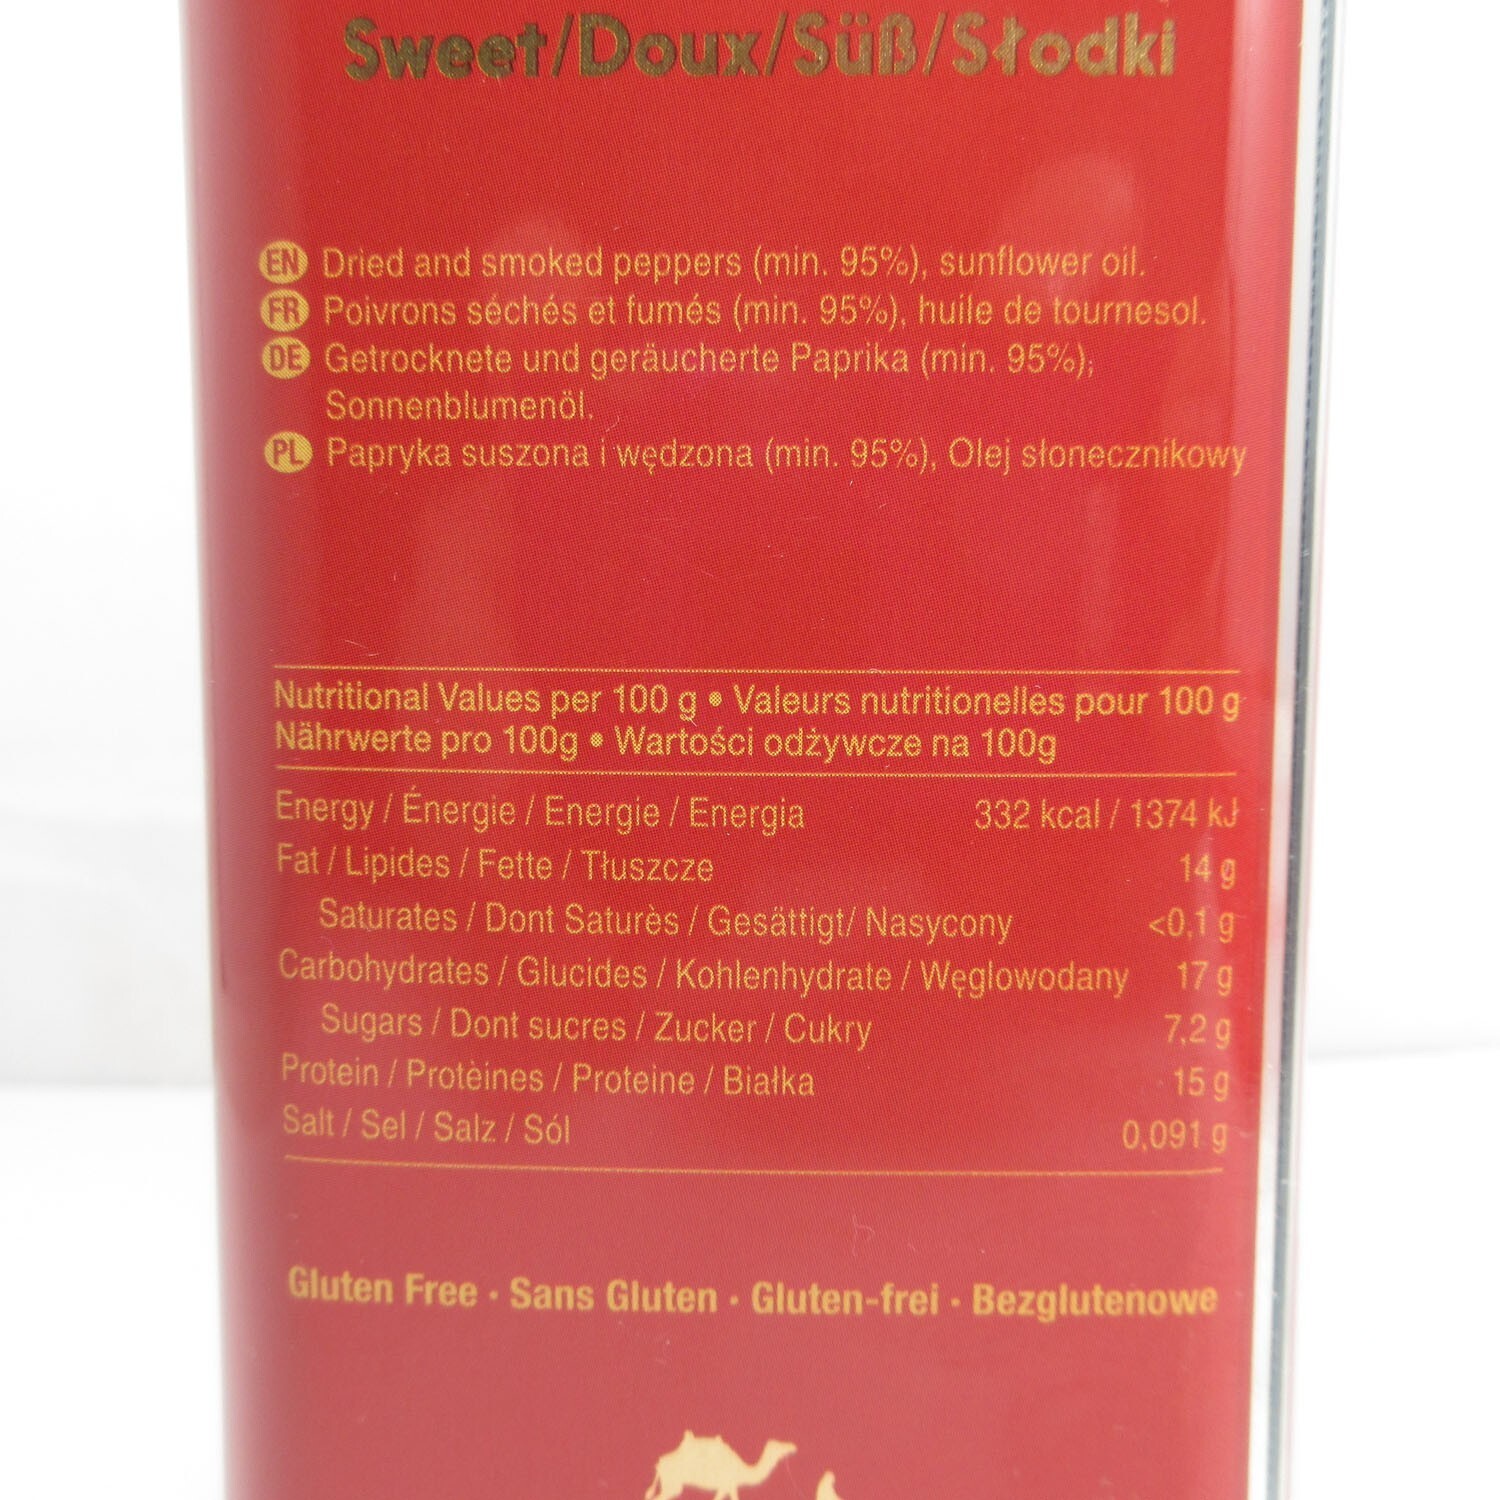 Sweet/Doux/Süß/Słodki
EN Dried and smoked peppers (min. 95%), sunflower oil.
FR Poivrons séchés et fumés (min. 95%), huile de tournesol.
DE Getrocknete und geräucherte Paprika (min. 95%);
Sonnenblumenöl.
PL Papryka suszona i wędzona (min. 95%), Olej słonecznikowy
Nutritional Values per 100 g • Valeurs nutritionelles pour 100 g
Nährwerte pro 100g • Wartości odżywcze na 100g
Energy / Énergie / Energie / Energia 332 kcal / 1374 kJ
Fat / Lipides / Fette / Tłuszcze 14 g
Saturates / Dont Saturès / Gesättigt/ Nasycony <0,1 g
Carbohydrates / Glucides / Kohlenhydrate / Węglowodany 17 g
Sugars / Dont sucres / Zucker / Cukry 7,2 g
Protein / Protèines / Proteine / Białka 15 g
Salt / Sel / Salz / Sól 0,091 g
Gluten Free · Sans Gluten · Gluten-frei · Bezglutenowe